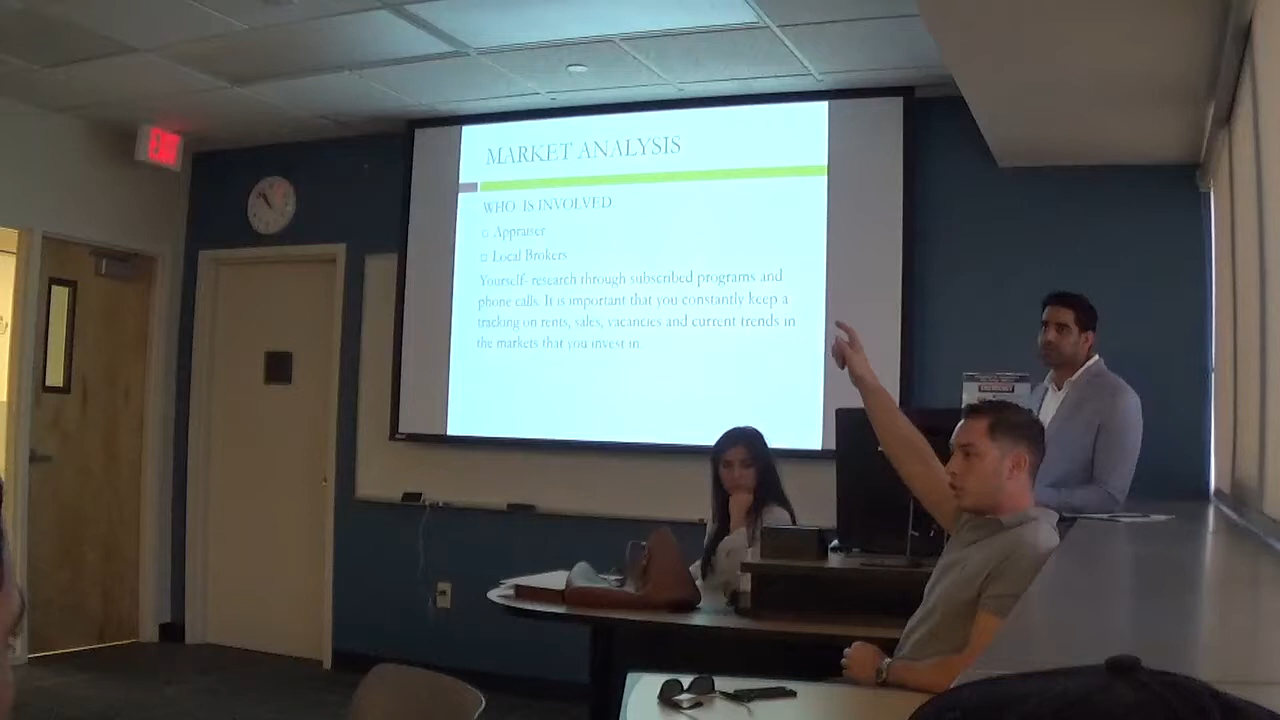 EXIT
MARKET ANALYSIS
WHO IS INVOLVED
Appraiser
Local Brokers
Yourself- research through subscribed programs and
phone calls. It is important that you constantly keep a
tracking on rents, sales, vacancies and current trends in
the markets that you invest in.